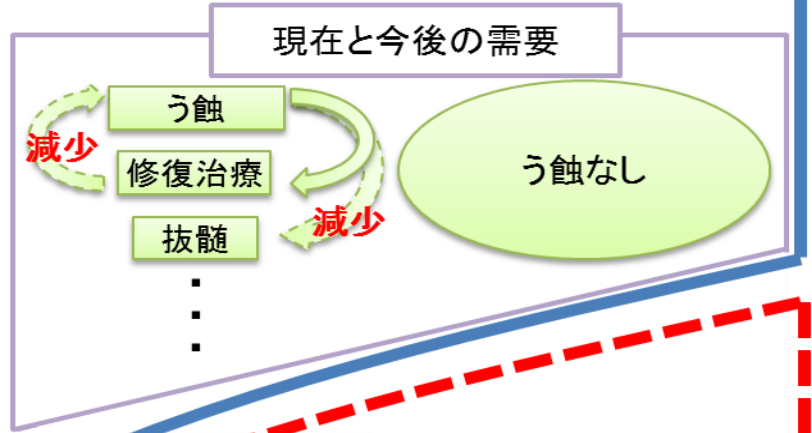 現在と今後の需要
う蝕
減少
修復治療
う蝕なし
減少
抜髄
・
・
・